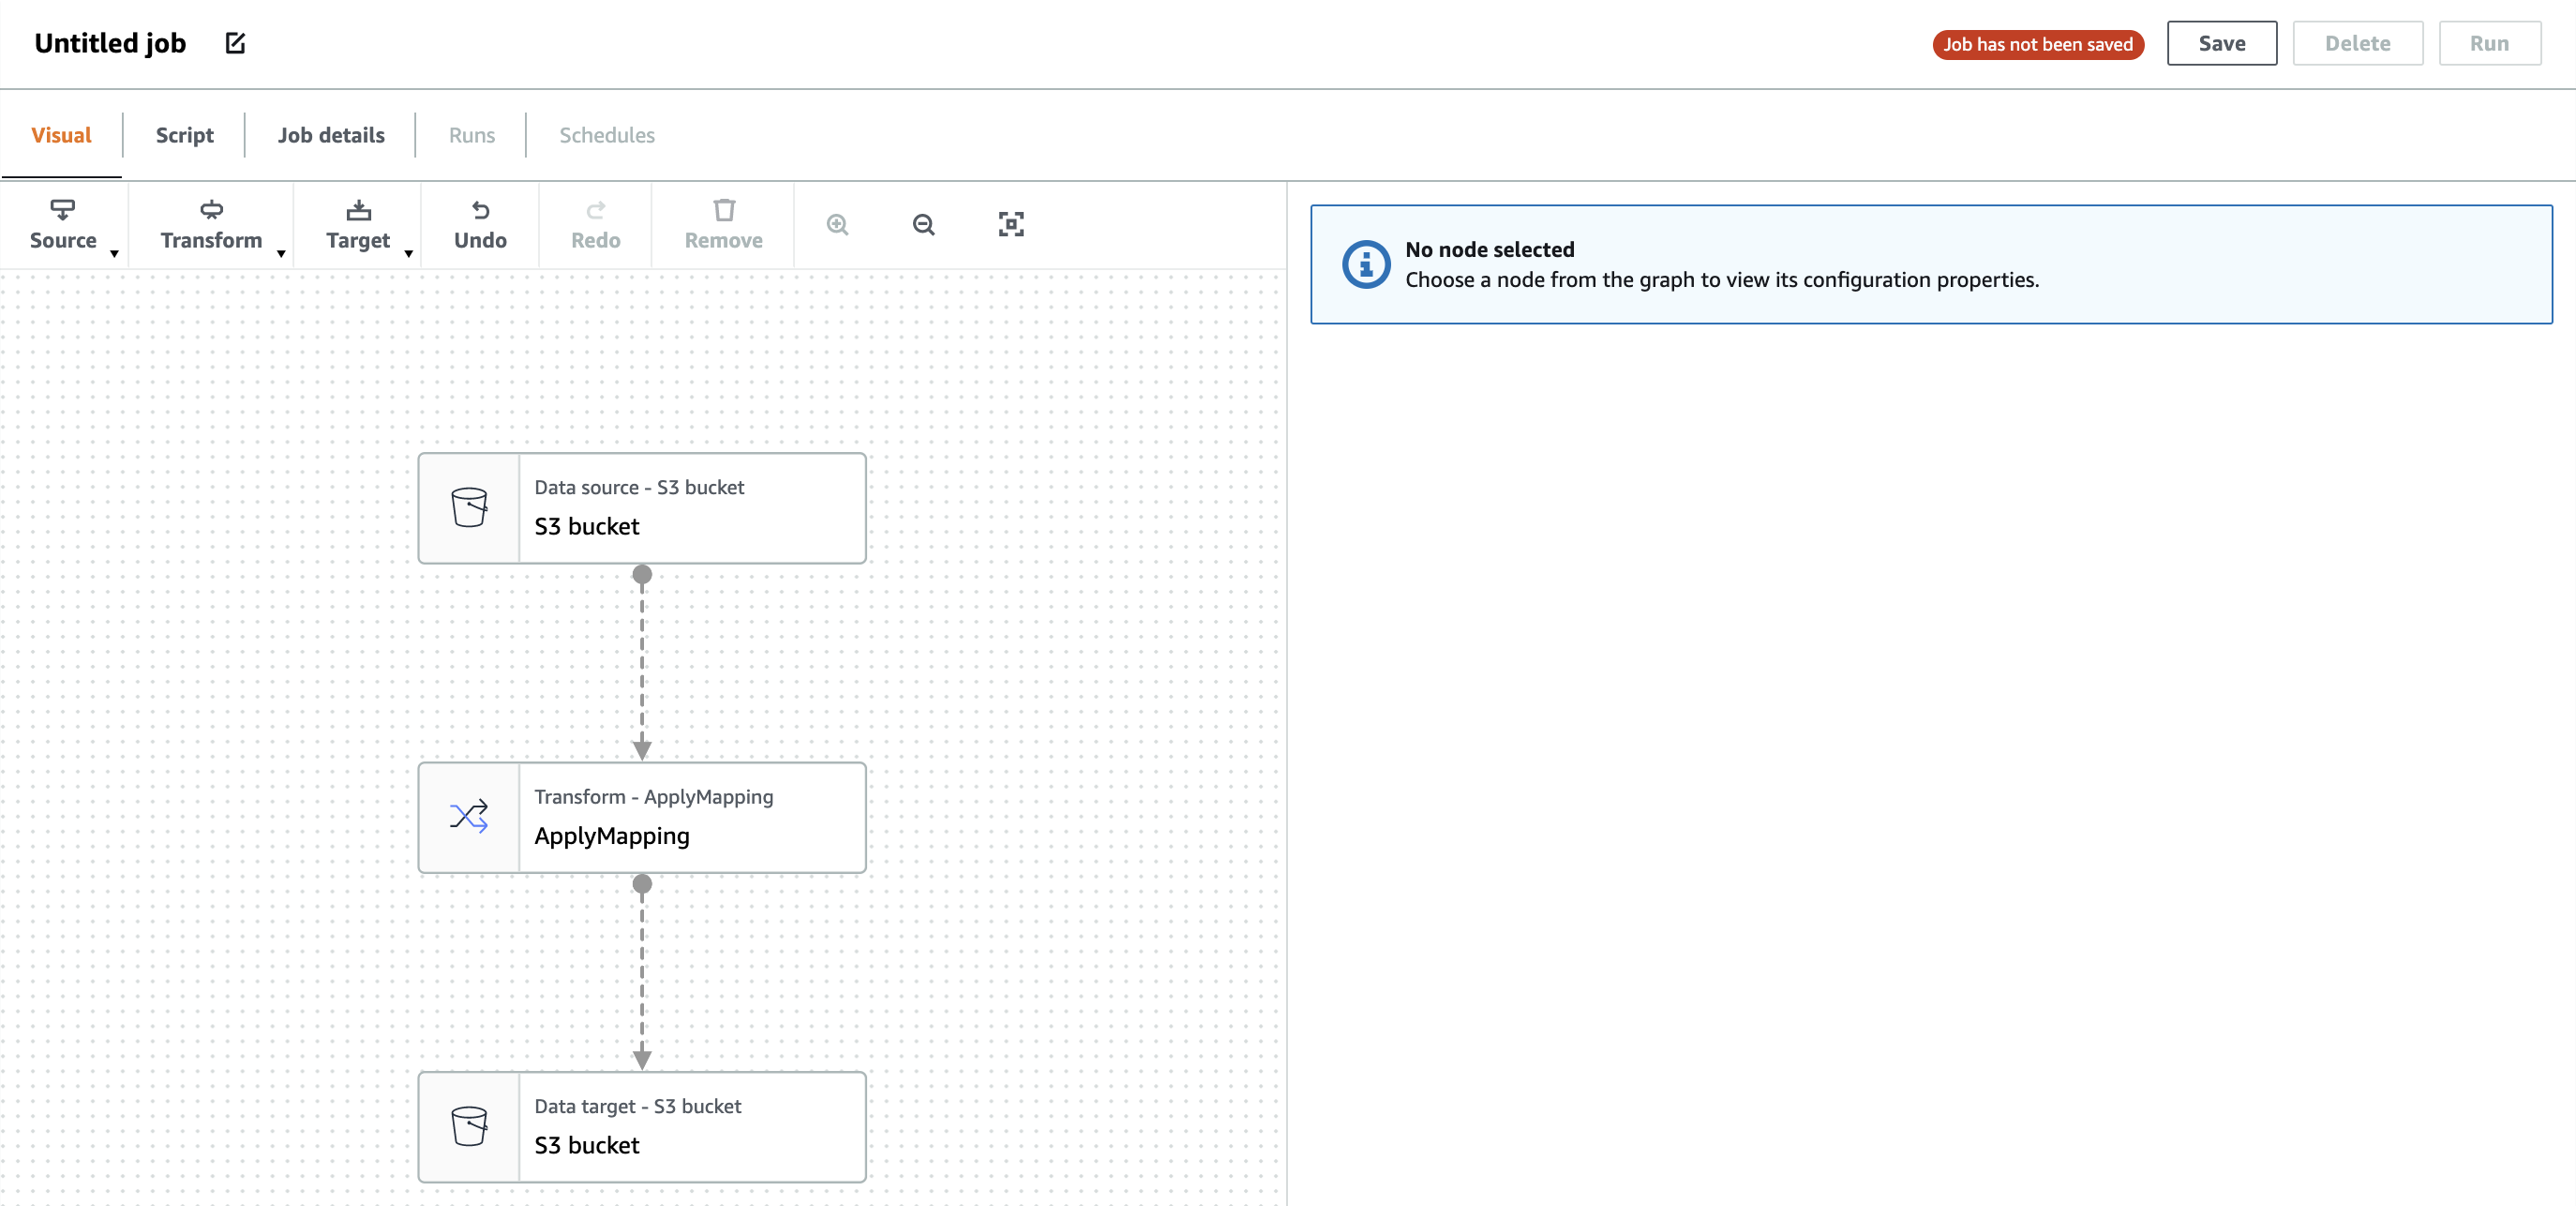 Untitled job
Job has not been saved
Save
Delete
Run
Visual
Script
Job details
Runs
Schedules
Source
Transform
Target
Undo
Redo
Remove
No node selected
Choose a node from the graph to view its configuration properties.
Data source - S3 bucket
S3 bucket
Transform - ApplyMapping
ApplyMapping
Data target - S3 bucket
S3 bucket